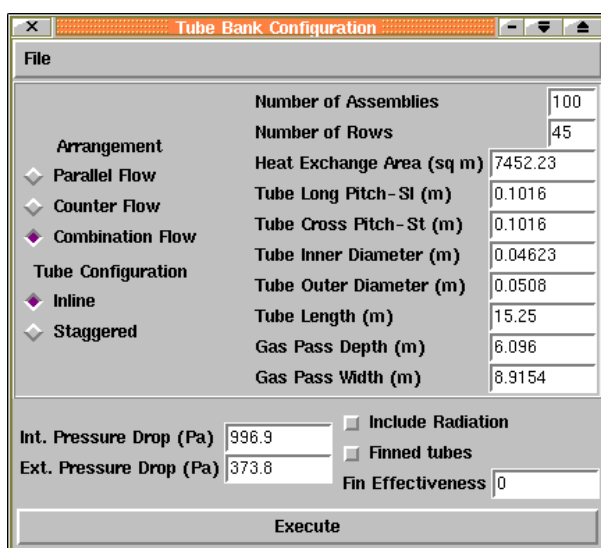 Tube Bank Configuration
File
Arrangement
Parallel Flow
Counter Flow
Combination Flow
Tube Configuration
Inline
Staggered
Number of Assemblies 100
Number of Rows 45
Heat Exchange Area (sq m) 7452.23
Tube Long Pitch-Sl (m) 0.1016
Tube Cross Pitch-St (m) 0.1016
Tube Inner Diameter (m) 0.04623
Tube Outer Diameter (m) 0.0508
Tube Length (m) 15.25
Gas Pass Depth (m) 6.096
Gas Pass Width (m) 8.9154
Int. Pressure Drop (Pa) 996.9
Ext. Pressure Drop (Pa) 373.8
Include Radiation
Finned tubes
Fin Effectiveness 0
Execute